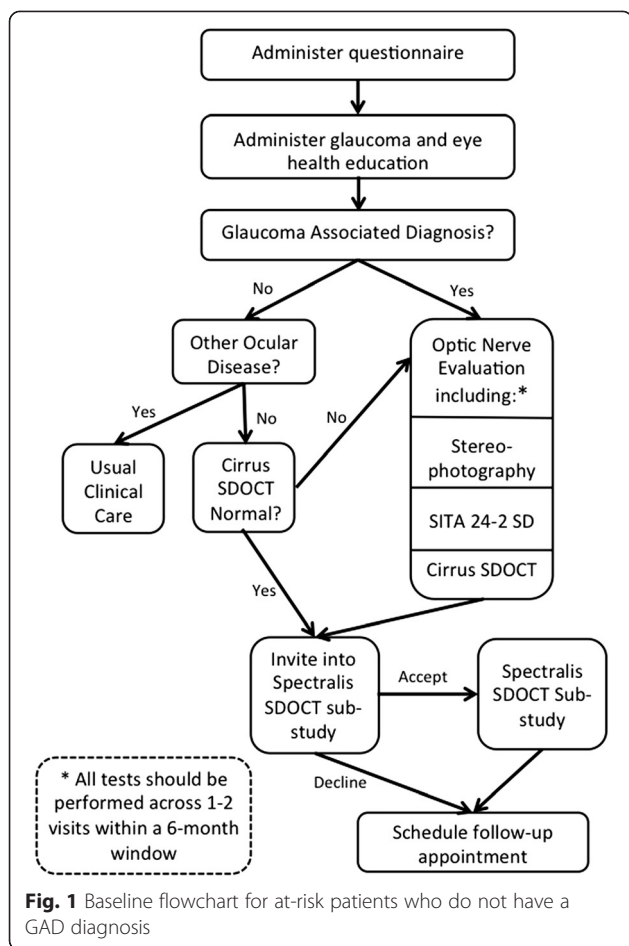 Administer questionnaire
Administer glaucoma and eye
health education
Glaucoma Associated Diagnosis?
No
Yes
Other Ocular
Disease?
Optic Nerve
Evaluation
including:*
Yes
No
No
Usual
Clinical
Care
Cirrus
SDOCT
Normal?
Stereo-
photography
SITA 24-2 SD
Cirrus SDOCT
Yes
Invite into
Spectralis
SDOCT sub-
study
Accept
Spectralis
SDOCT Sub-
study
Decline
* All tests should be
performed across 1-2
visits within a 6-month
window
Schedule follow-up
appointment
Fig. 1 Baseline flowchart for at-risk patients who do not have a
GAD diagnosis